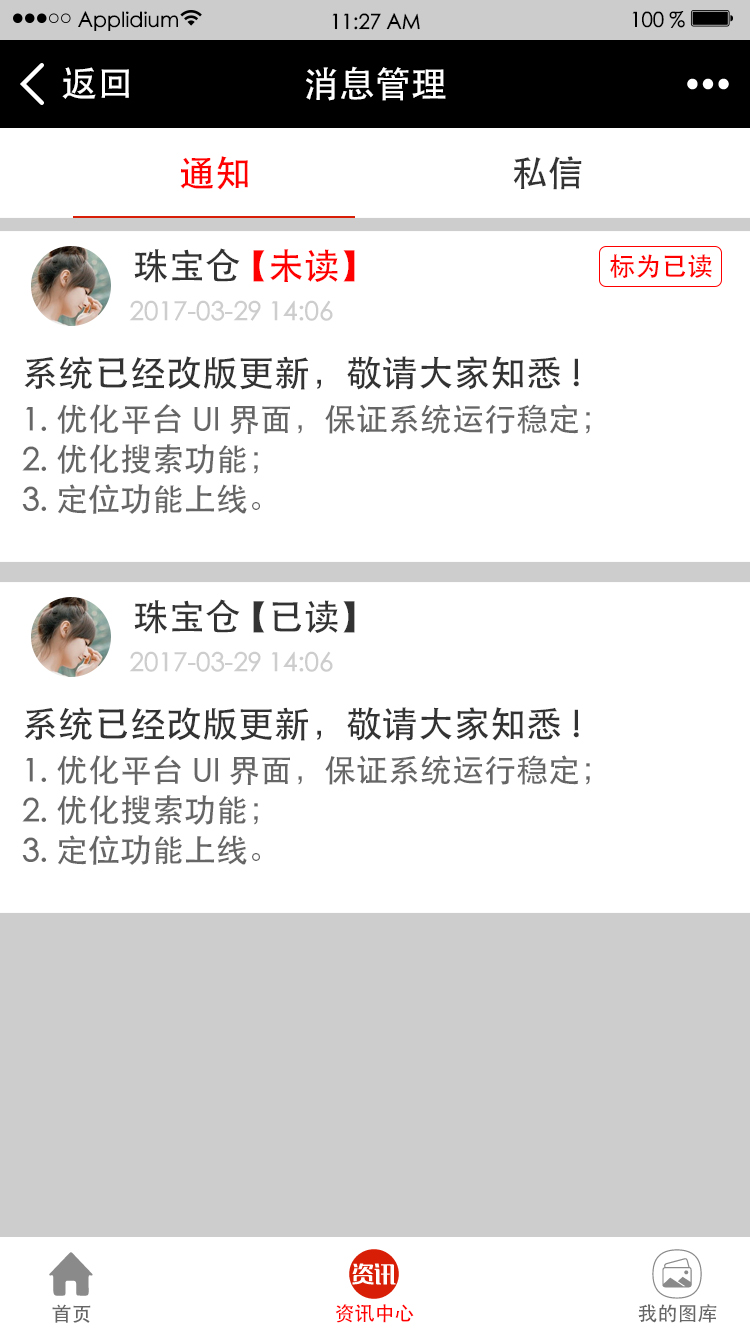 Applidium 11:27 AM 100 %
返回 消息管理
通知 私信
珠宝仓【未读】 标为已读
2017-03-29 14:06
系统已经改版更新，敬请大家知悉！
1. 优化平台 UI 界面，保证系统运行稳定；
2. 优化搜索功能；
3. 定位功能上线。
珠宝仓【已读】
2017-03-29 14:06
系统已经改版更新，敬请大家知悉！
1. 优化平台 UI 界面，保证系统运行稳定；
2. 优化搜索功能；
3. 定位功能上线。
资讯
首页 资讯中心 我的图库